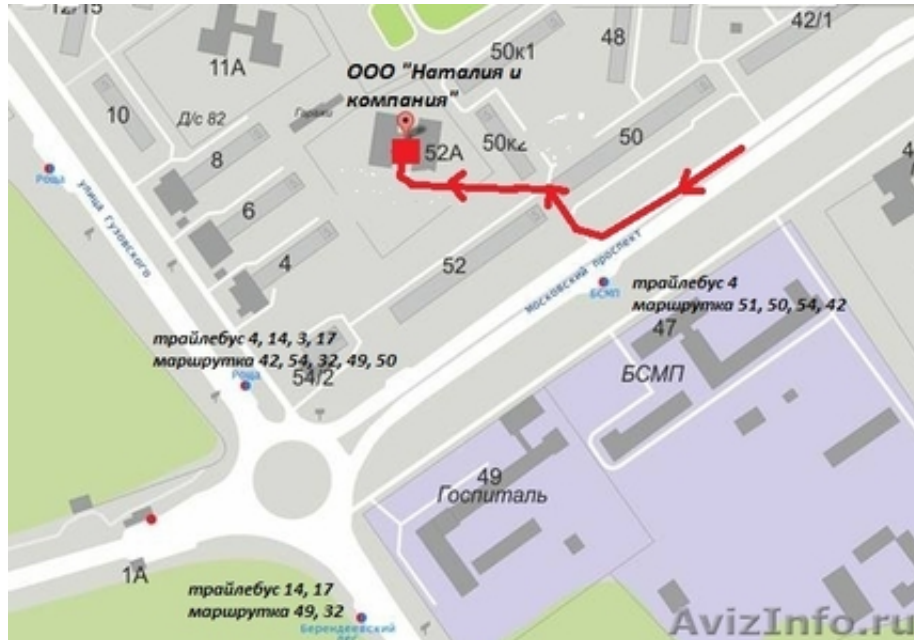 12/15
42/1
48
50к1
11А
ООО "Наталия и
компания"
10
Д/с 82
Гаражи
50
50к2
52А
8
Роща
улица Гузовского
6
4
52
Московский проспект
БСМП
трайлебус 4
маршрутка 51, 50, 54, 42
47
трайлебус 4, 14, 3, 17
маршрутка 42, 54, 32, 49, 50
Роща
54/2
БСМП
49
Госпиталь
1А
трайлебус 14, 17
маршрутка 49, 32
Берендеевский
лес
AvizInfo.ru